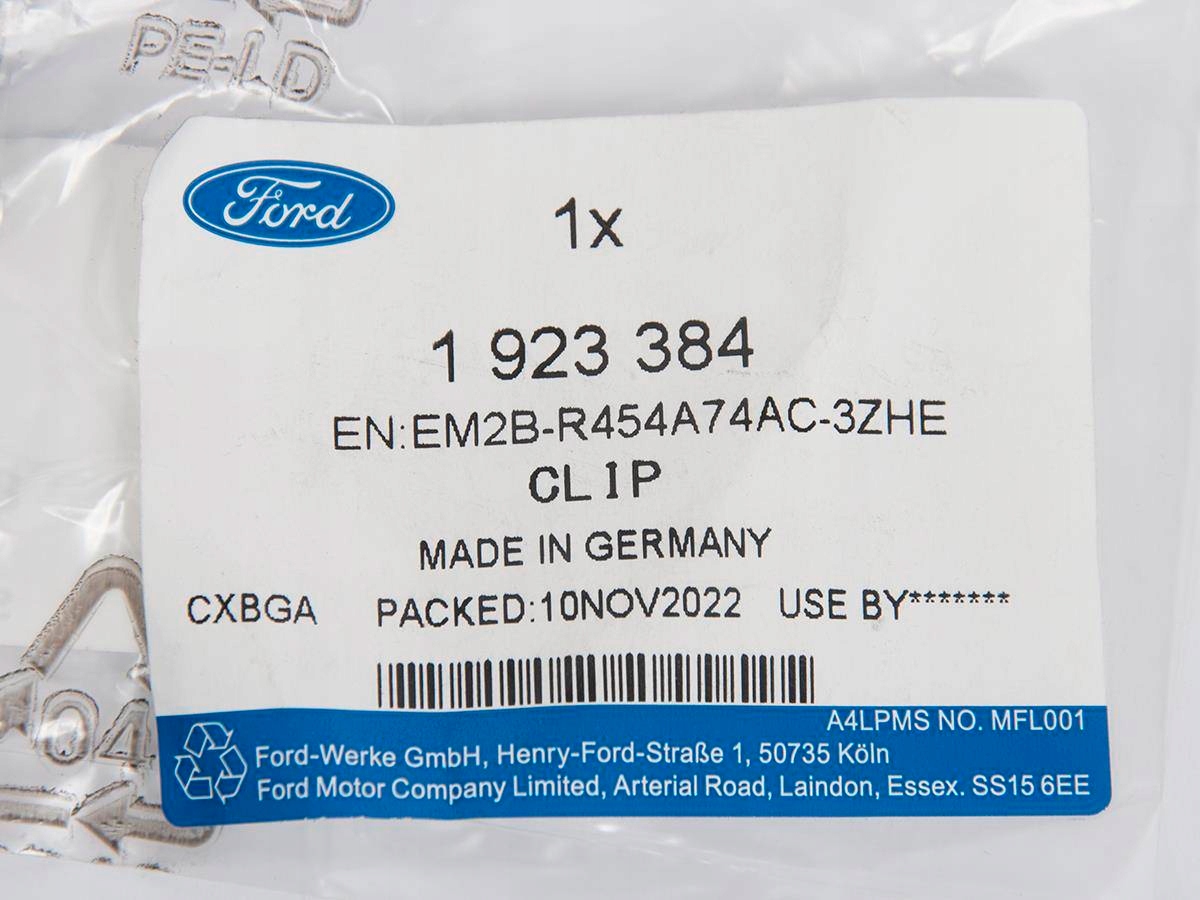 PE-LD
Ford
1x
1 923 384
EN:EM2B-R454A74AC-3ZHE
CLIP
MADE IN GERMANY
CXBGA PACKED:10NOV2022 USE BY*******
A4LPMS NO. MFL001
Ford-Werke GmbH, Henry-Ford-Straße 1, 50735 Köln
Ford Motor Company Limited, Arterial Road, Laindon, Essex. SS15 6EE
04